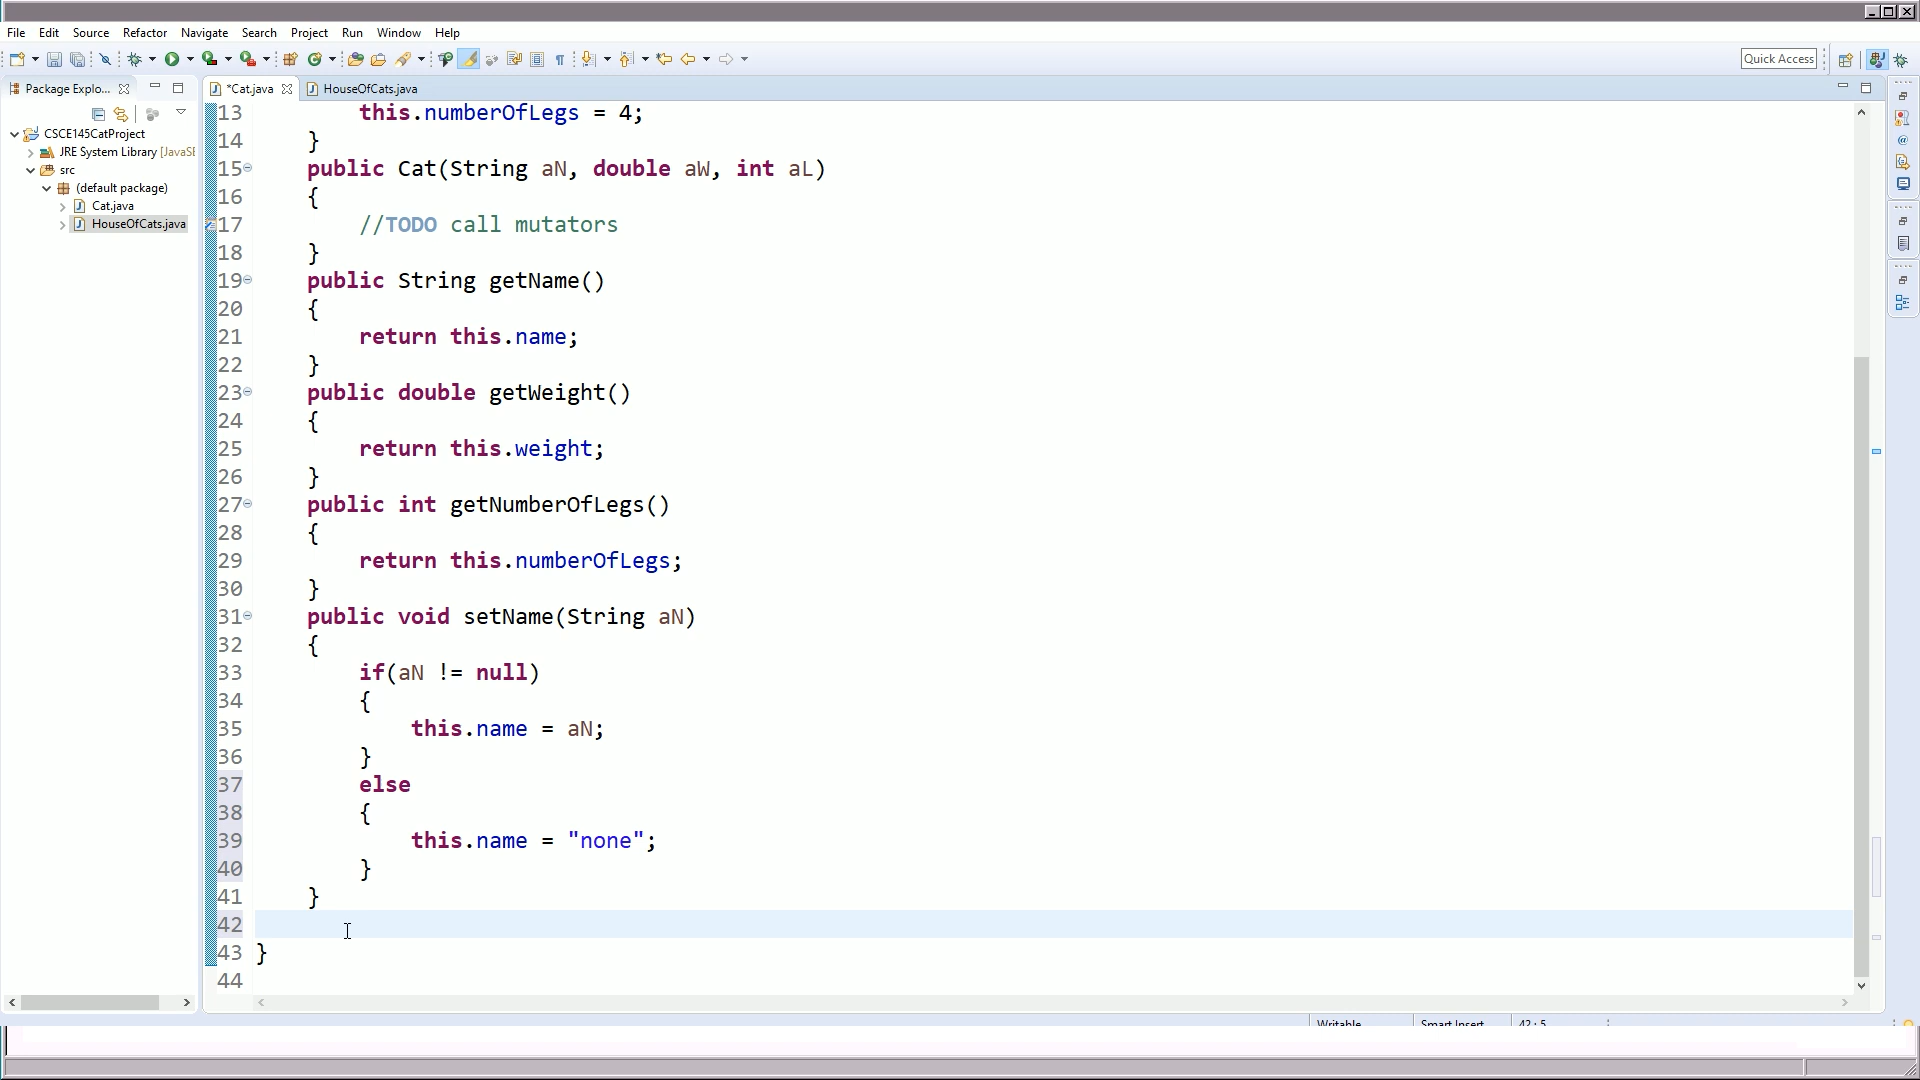 File Edit Source Refactor Navigate Search Project Run Window Help
Quick Access
Package Explo...
*Cat.java
HouseOfCats.java
CSCE145CatProject
JRE System Library [JavaSE
src
(default package)
Cat.java
HouseOfCats.java
13 this.numberOfLegs = 4;
14 }
15 public Cat(String aN, double aW, int aL)
16 {
17 //TODO call mutators
18 }
19 public String getName()
20 {
21 return this.name;
22 }
23 public double getWeight()
24 {
25 return this.weight;
26 }
27 public int getNumberOfLegs()
28 {
29 return this.numberOfLegs;
30 }
31 public void setName(String aN)
32 {
33 if(aN != null)
34 {
35 this.name = aN;
36 }
37 else
38 {
39 this.name = "none";
40 }
41 }
42
43 }
44
Writable Smart Insert 42 : 5